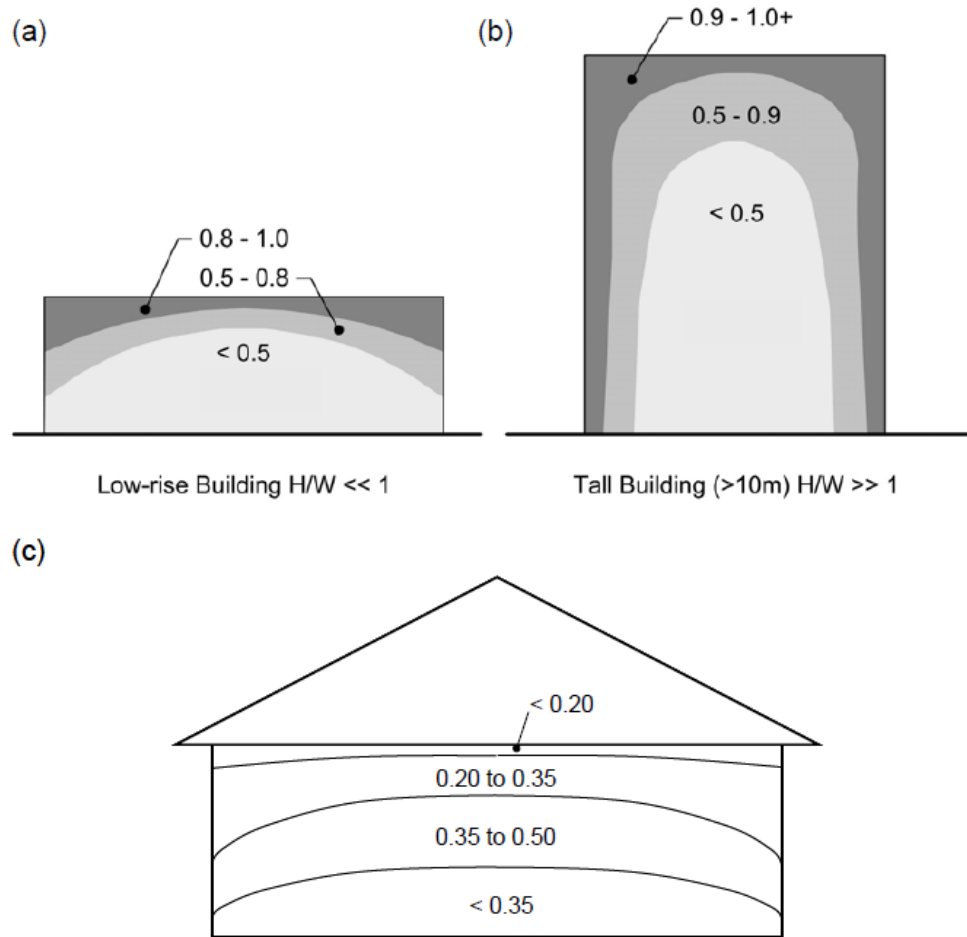 (a)
0.8 - 1.0
0.5 - 0.8
< 0.5
Low-rise Building H/W << 1
(b)
0.9 - 1.0+
0.5 - 0.9
< 0.5
Tall Building (>10m) H/W >> 1
(c)
< 0.20
0.20 to 0.35
0.35 to 0.50
< 0.35